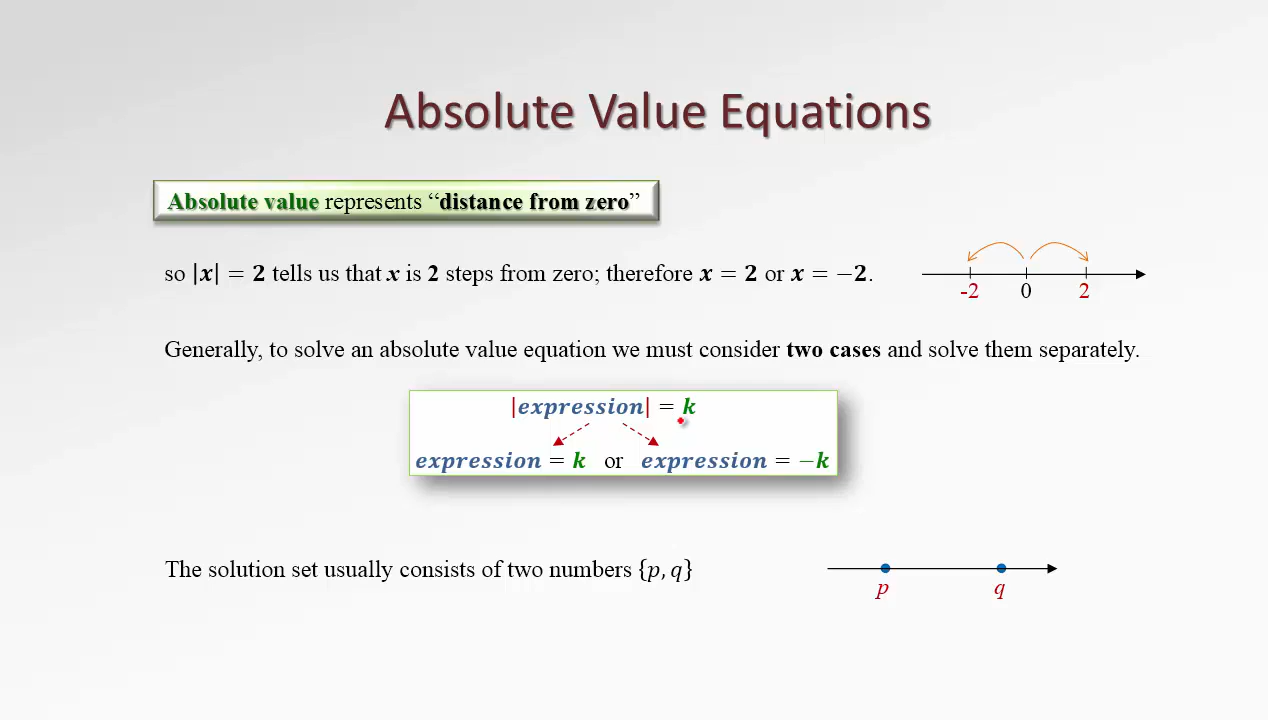 Absolute Value Equations
Absolute value represents “distance from zero”
so |x| = 2 tells us that x is 2 steps from zero; therefore x = 2 or x = −2.
-2 0 2
Generally, to solve an absolute value equation we must consider two cases and solve them separately.
|expression| = k
expression = k or expression = −k
The solution set usually consists of two numbers {p, q}
p q